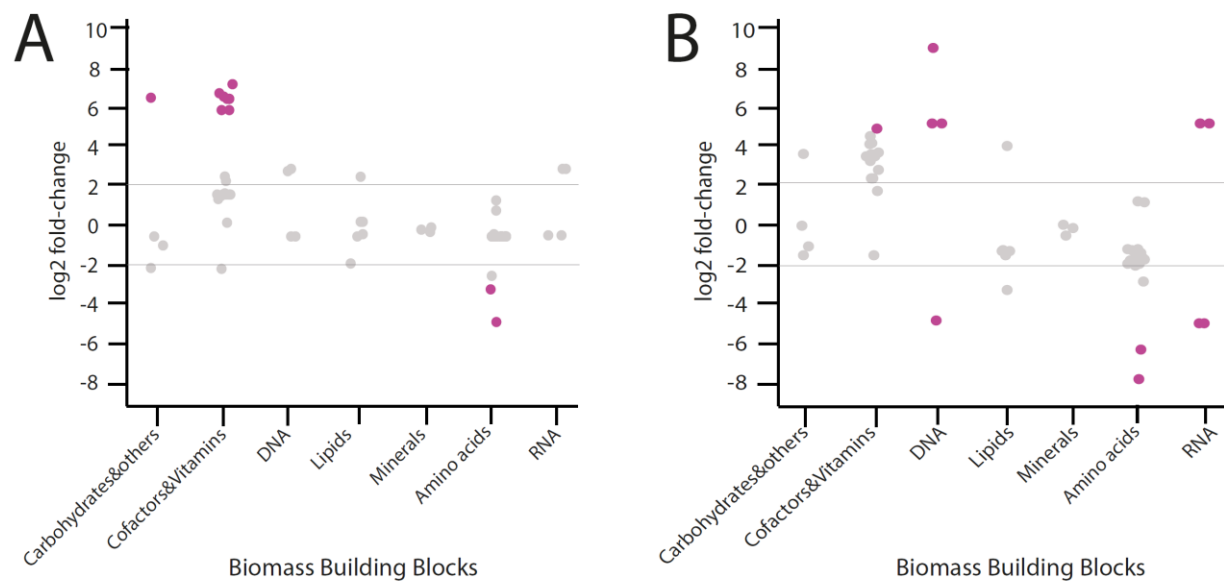 A
10
8
6
4
2
0
-2
-4
-6
-8
log2 fold-change
Carbohydrates&others
Cofactors&Vitamins
DNA
Lipids
Minerals
Amino acids
RNA
Biomass Building Blocks
B
10
8
6
4
2
0
-2
-4
-6
-8
log2 fold-change
Carbohydrates&others
Cofactors&Vitamins
DNA
Lipids
Minerals
Amino acids
RNA
Biomass Building Blocks